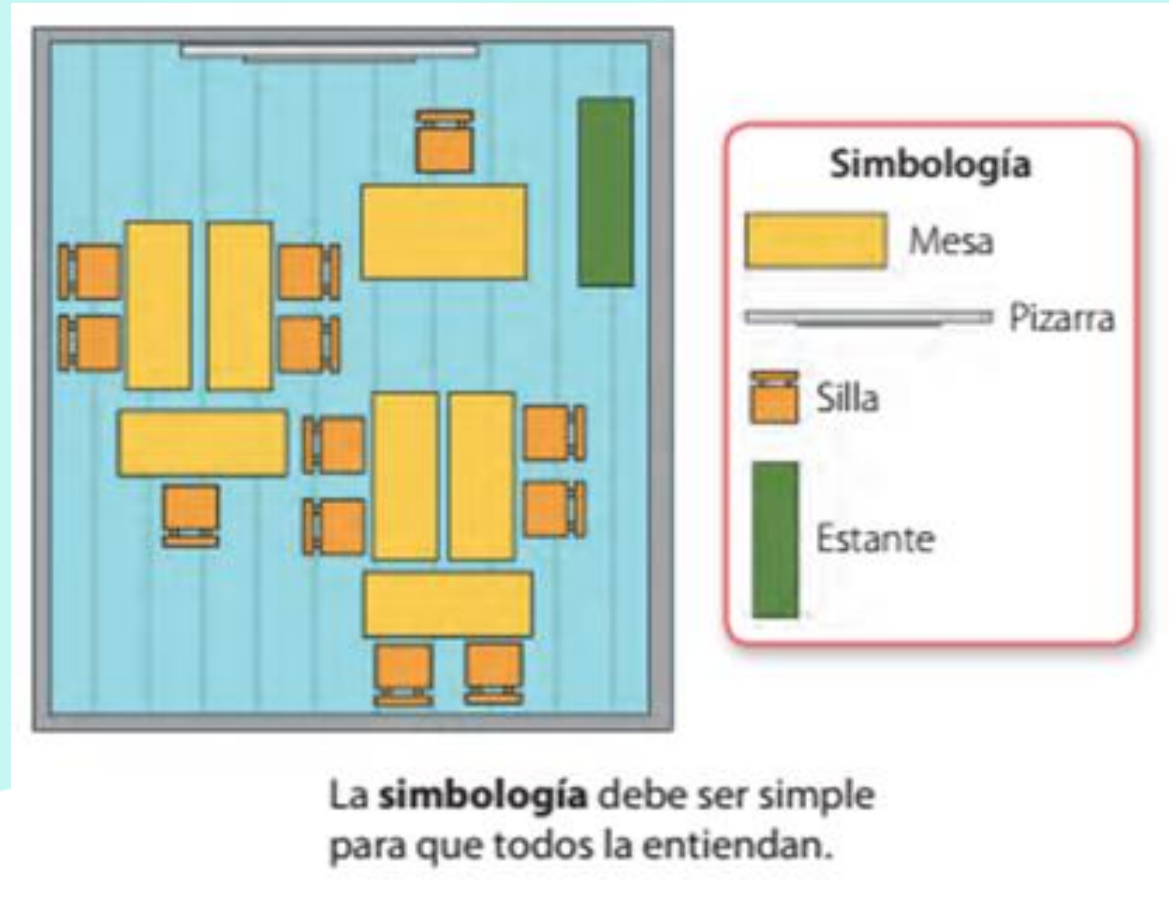 Simbología
Mesa
Pizarra
Silla
Estante
La simbología debe ser simple
para que todos la entiendan.